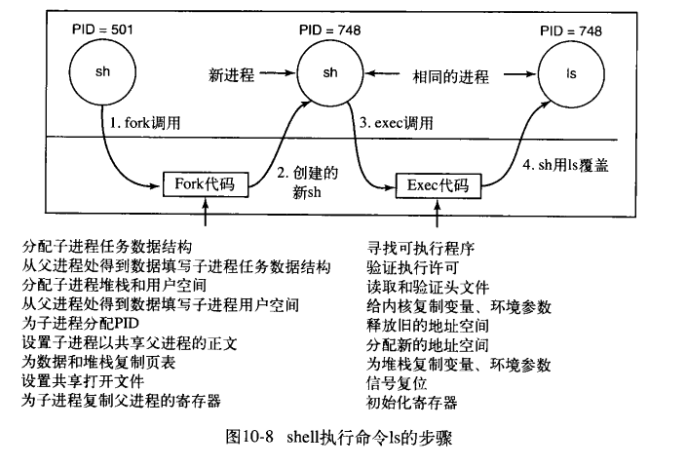 PID = 501
PID = 748
PID = 748
sh
新进程
sh
相同的进程
ls
1. fork调用
3. exec调用
2. 创建的
新sh
4. sh用ls覆盖
Fork代码
Exec代码
分配子进程任务数据结构
从父进程处得到数据填写子进程任务数据结构
分配子进程堆栈和用户空间
从父进程处得到数据填写子进程用户空间
为子进程分配PID
设置子进程以共享父进程的正文
为数据和堆栈复制页表
设置共享打开文件
为子进程复制父进程的寄存器
寻找可执行程序
验证执行许可
读取和验证头文件
给内核复制变量、环境参数
释放旧的地址空间
分配新的地址空间
为堆栈复制变量、环境参数
信号复位
初始化寄存器
图10-8 shell执行命令ls的步骤